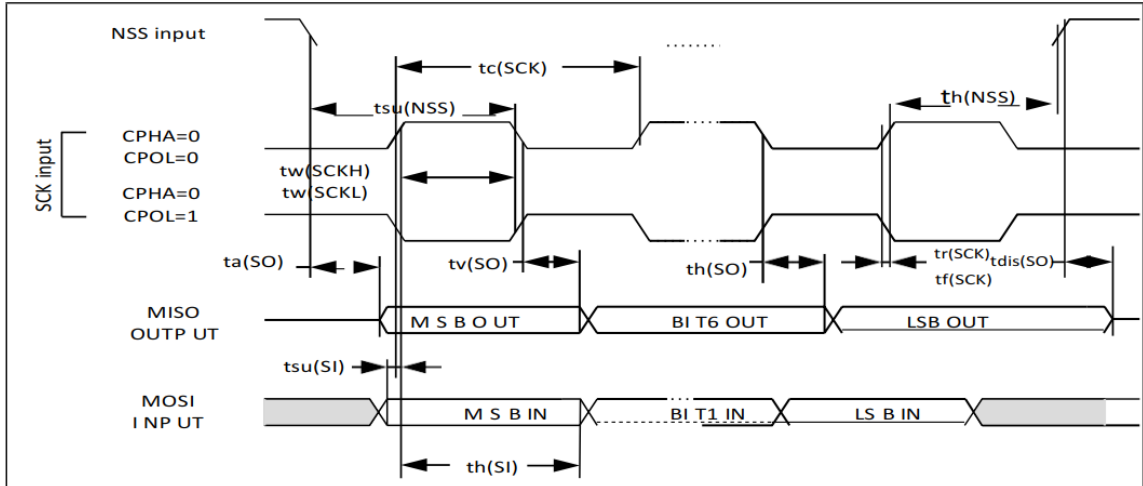 NSS input
tc(SCK)
tsu(NSS)
th(NSS)
SCK input
CPHA=0
CPOL=0
CPHA=0
CPOL=1
tw(SCKH)
tw(SCKL)
ta(SO)
tv(SO)
th(SO)
tr(SCK)
tf(SCK)
tdis(SO)
MISO
OUTP UT
M S B O UT
BI T6 OUT
LSB OUT
tsu(SI)
MOSI
I NP UT
M S B IN
BI T1 IN
LS B IN
th(SI)